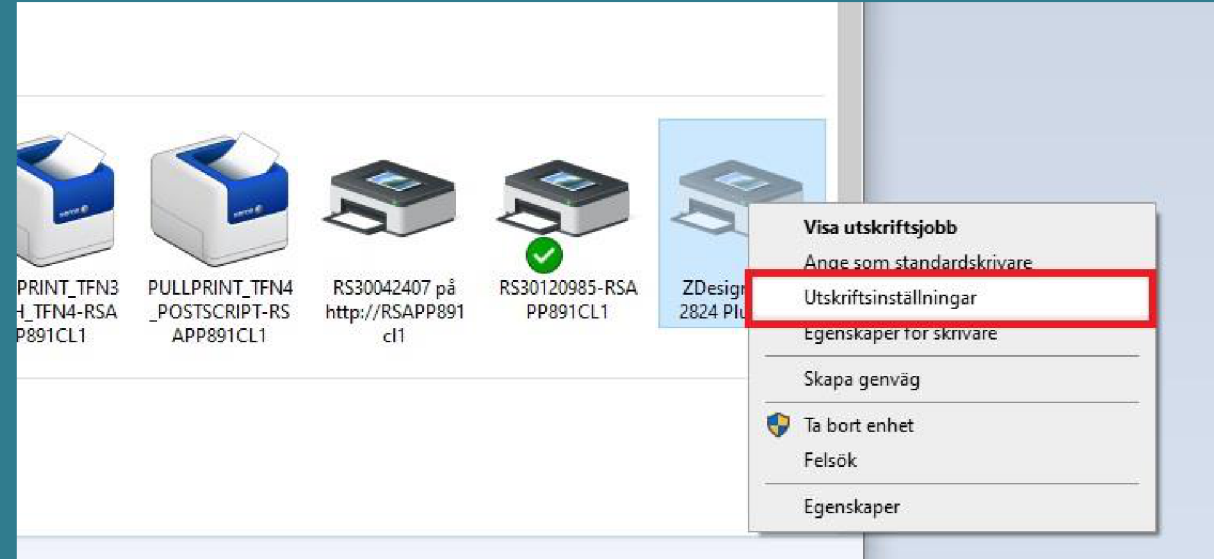 PRINT_TFN3
H_TFN4-RSA
P891CL1
PULLPRINT_TFN4
_POSTSCRIPT-RS
APP891CL1
RS30042407 på
http://RSAPP891
cl1
RS30120985-RSA
PP891CL1
ZDesig
2824 Plu
Visa utskriftsjobb
Ange som standardskrivare
Utskriftsinställningar
Egenskaper för skrivare
Skapa genväg
Ta bort enhet
Felsök
Egenskaper